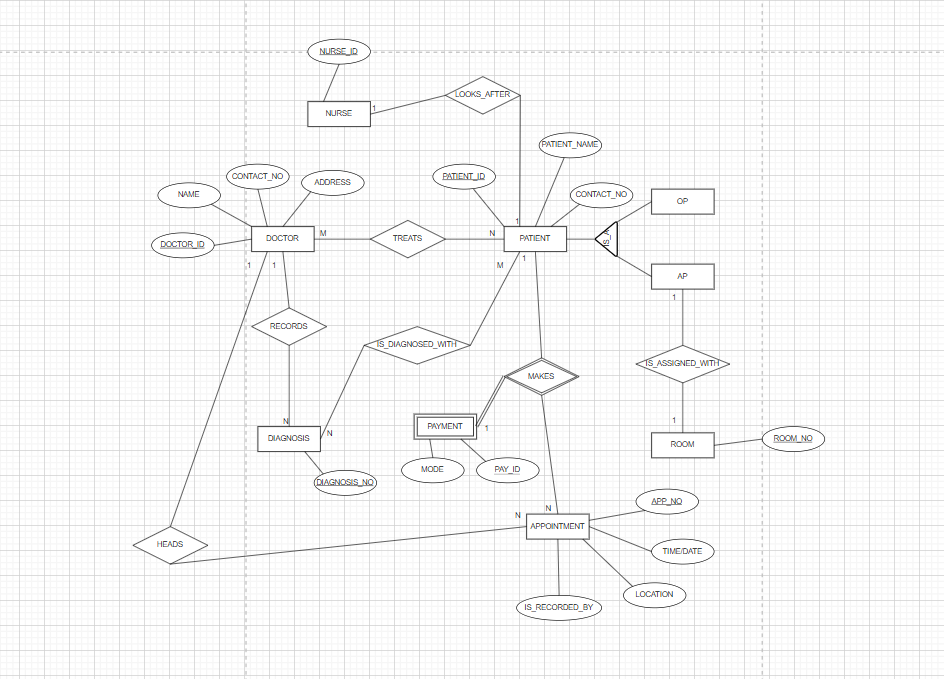 NURSE_ID
LOOKS_AFTER
1
NURSE
PATIENT_NAME
CONTACT_NO
PATIENT_ID
ADDRESS
NAME
CONTACT_NO
OP
1
M
N
DOCTOR
TREATS
PATIENT
IS_A
DOCTOR_ID
1
1
M
1
AP
1
RECORDS
IS_DIAGNOSED_WITH
IS_ASSIGNED_WITH
MAKES
N
N
PAYMENT
1
1
DIAGNOSIS
ROOM
ROOM_NO
MODE
PAY_ID
DIAGNOSIS_NO
APP_NO
N
N
APPOINTMENT
HEADS
TIME/DATE
LOCATION
IS_RECORDED_BY